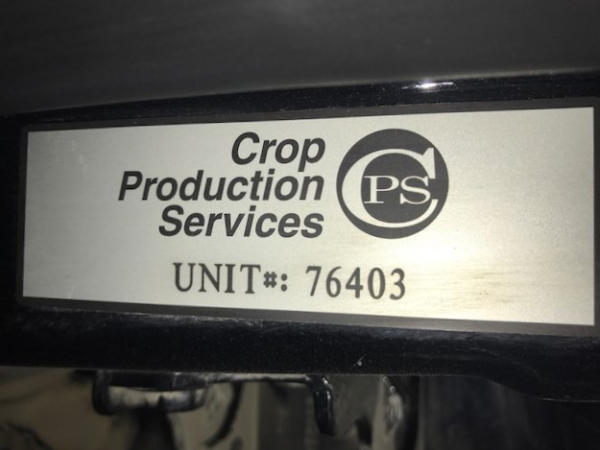 Crop
Production
Services
CPS
UNIT#: 76403